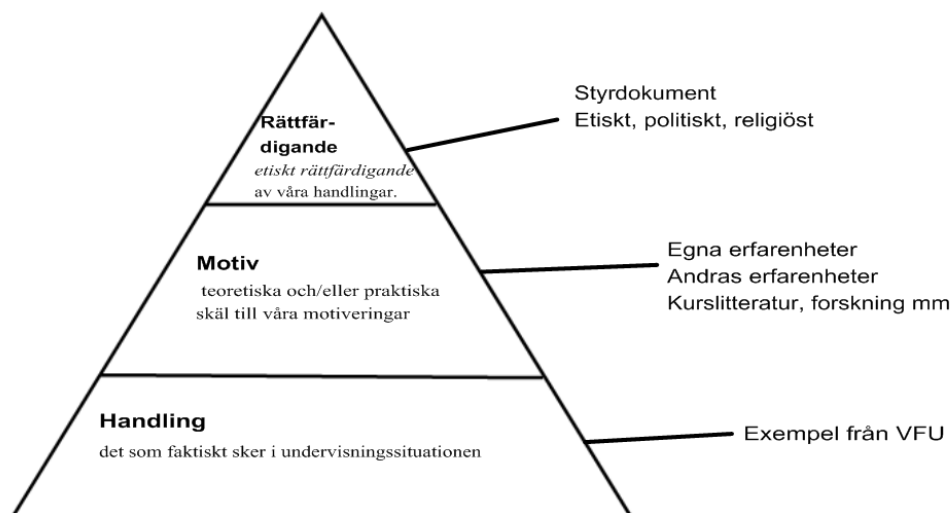 Rättfär-
digande
etiskt rättfärdigande
av våra handlingar.
Styrdokument
Etiskt, politiskt, religiöst
Motiv
teoretiska och/eller praktiska
skäl till våra motiveringar
Egna erfarenheter
Andras erfarenheter
Kurslitteratur, forskning mm
Handling
det som faktiskt sker i undervisningssituationen
Exempel från VFU